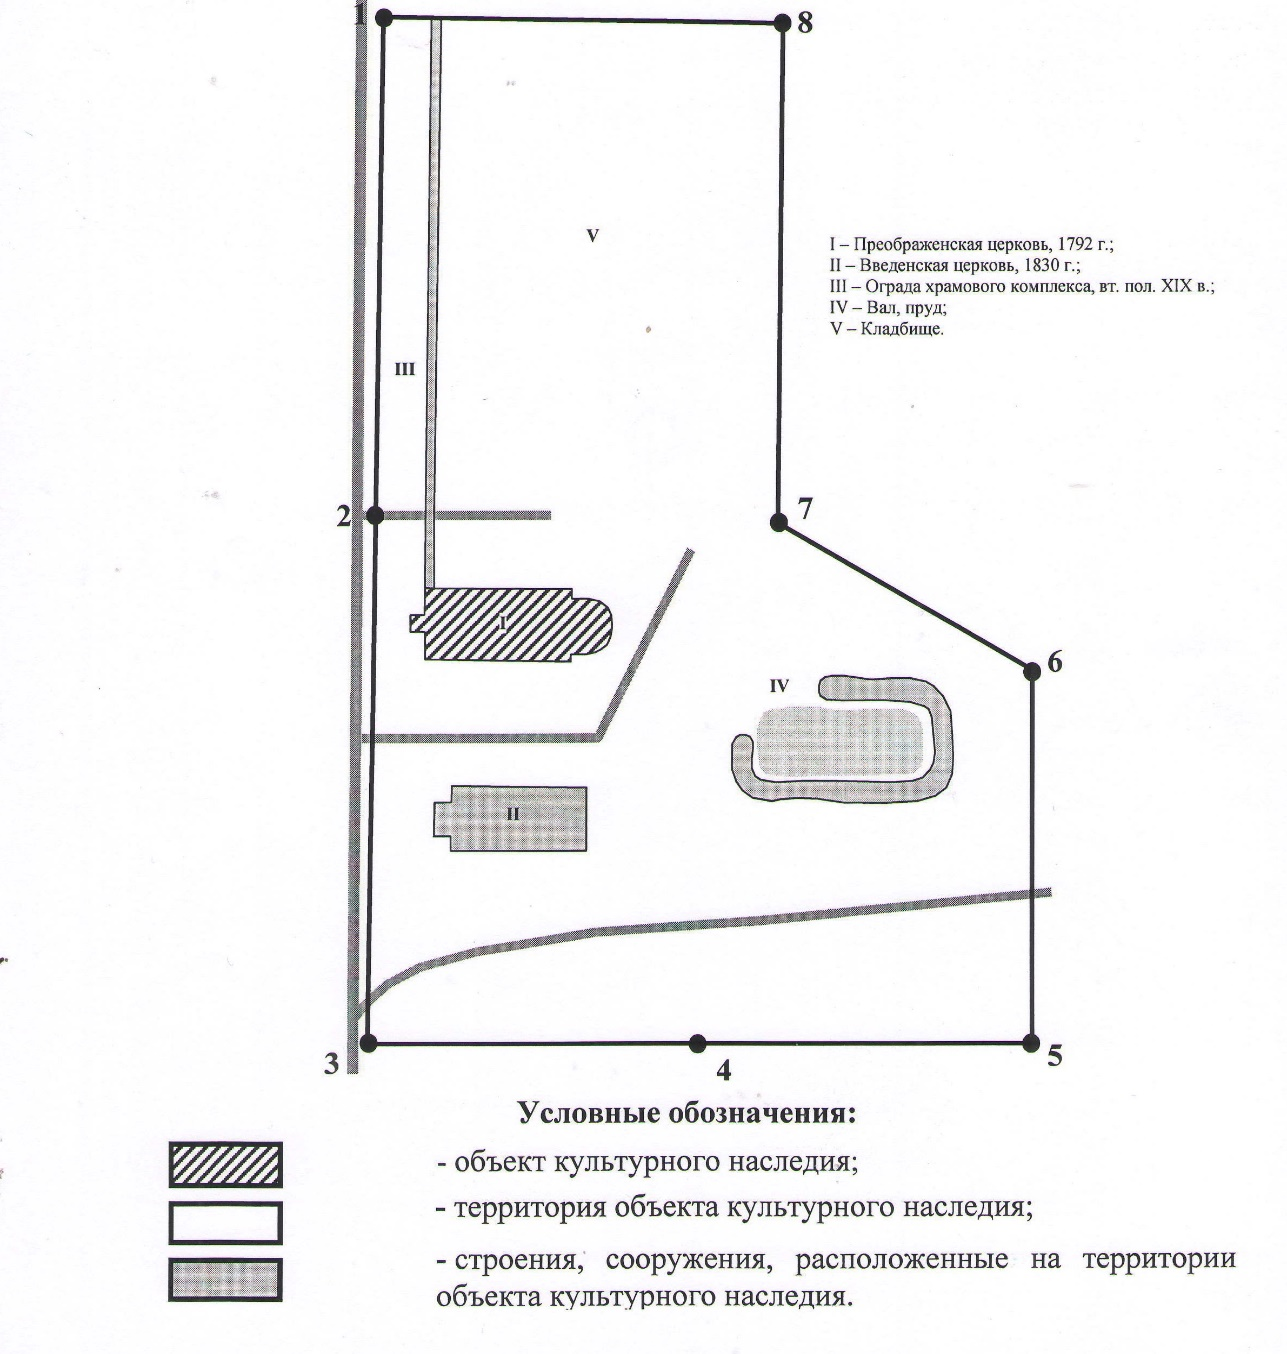 1
8
V
I – Преображенская церковь, 1792 г.;
II – Введенская церковь, 1830 г.;
III – Ограда храмового комплекса, вт. пол. XIX в.;
IV – Вал, пруд;
V – Кладбище.
III
2
7
I
6
IV
II
3
4
5
Условные обозначения:
- объект культурного наследия;
- территория объекта культурного наследия;
- строения, сооружения, расположенные на территории
объекта культурного наследия.